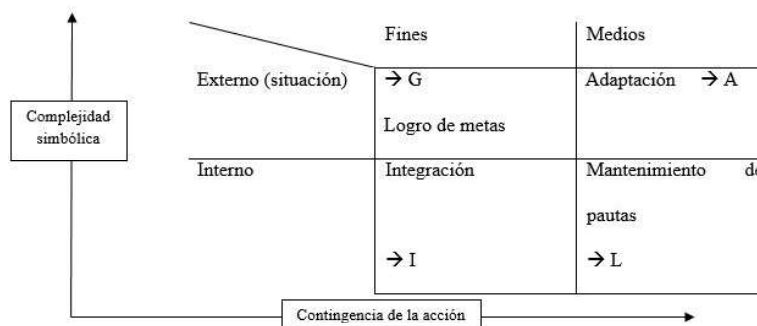 Fines Medios
Externo (situación) → G Adaptación → A
Logro de metas
Complejidad
simbólica
Interno Integración Mantenimiento de
pautas
→ I → L
Contingencia de la acción